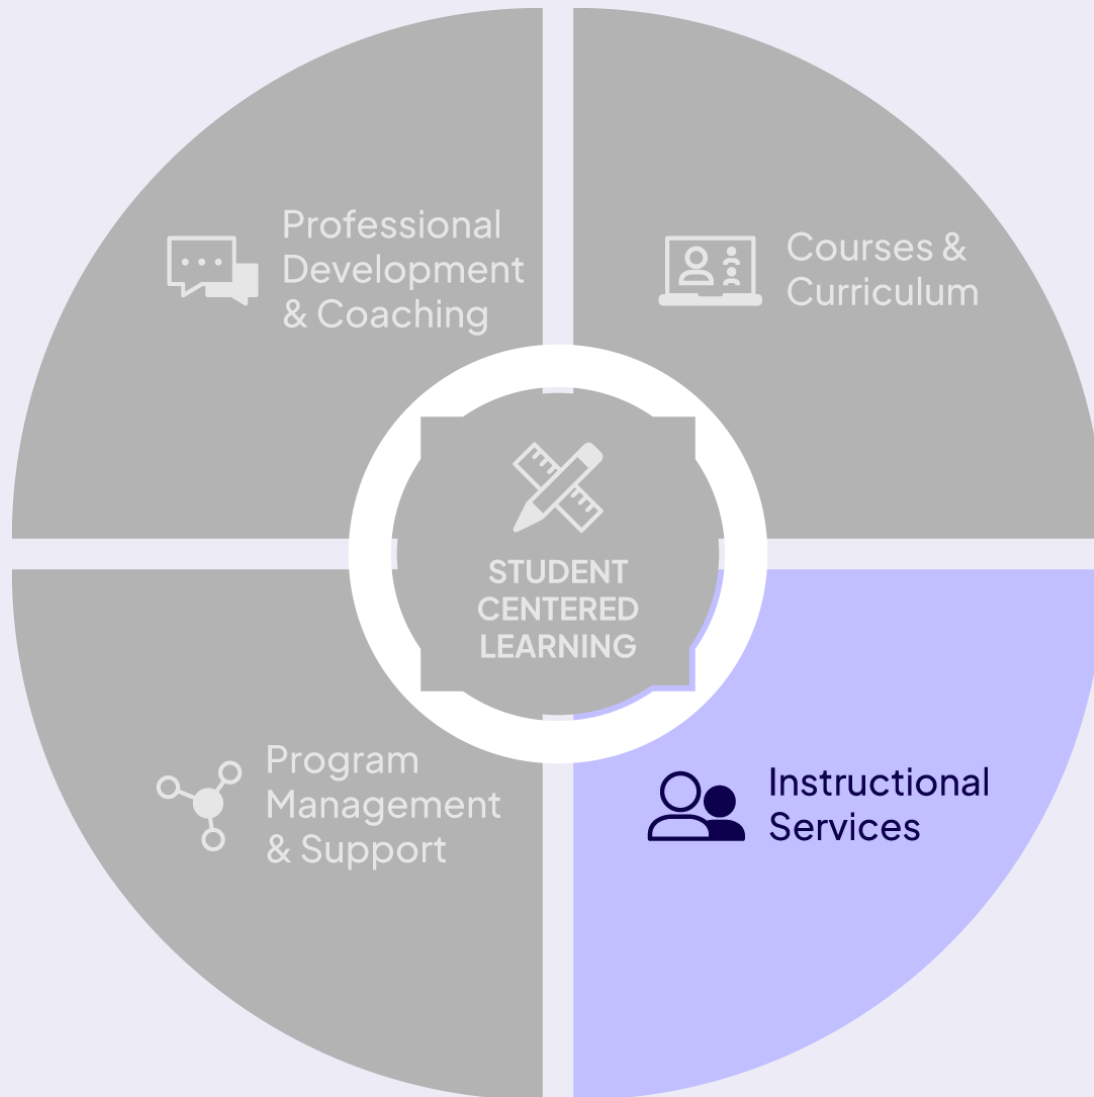 Professional
Development
& Coaching
Courses &
Curriculum
STUDENT
CENTERED
LEARNING
Program
Management
& Support
Instructional
Services